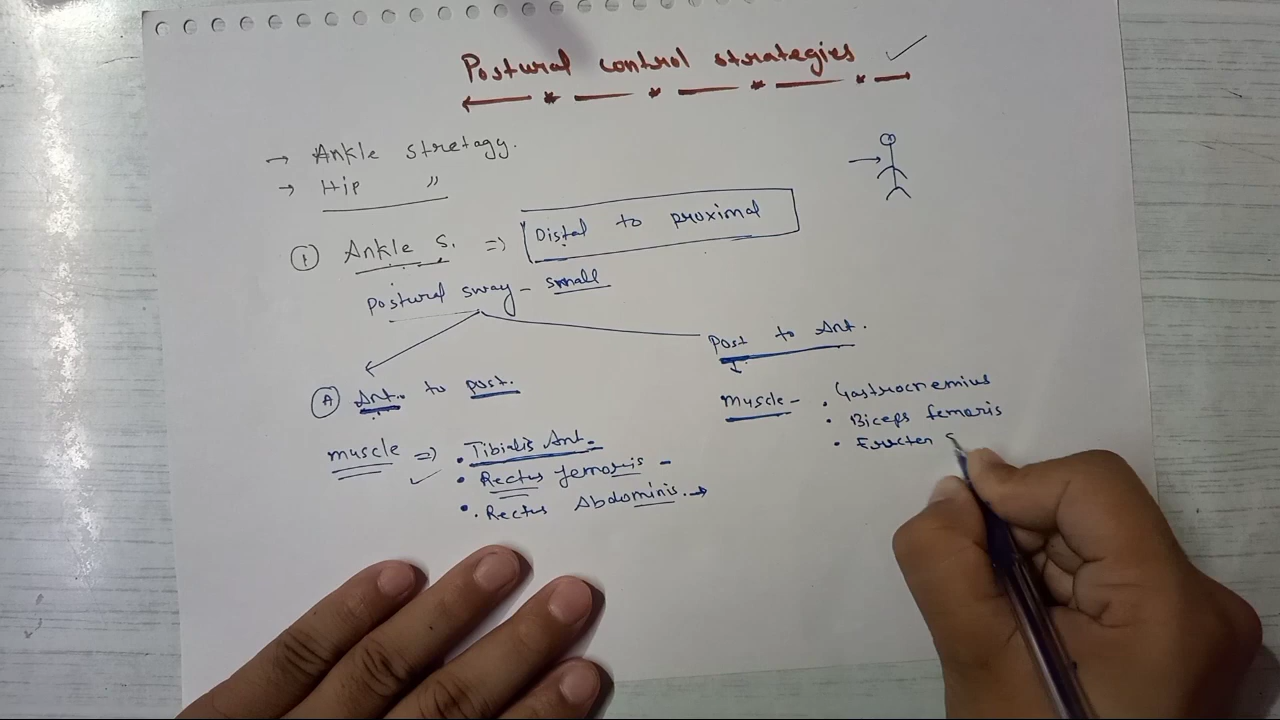 Postural control strategies
→ Ankle stretagy.
→ Hip "
① Ankle s. => Distal to proximal
Postural sway - small
Ⓐ Ant. to post.
muscle => • Tibialis Ant.
• Rectus femoris -
• Rectus Abdominis. →
Post to Ant.
muscle - • Gastrocnemius
• Biceps femoris
• Erecter S